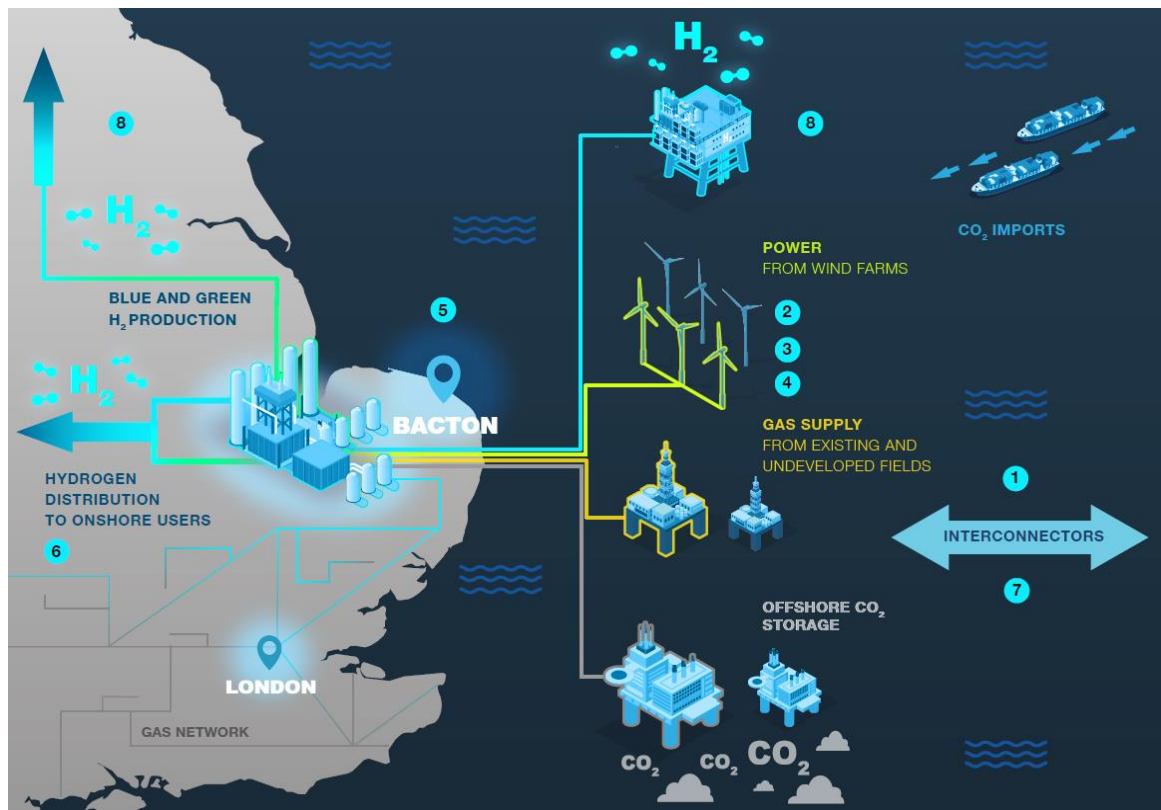 H₂
8
8
CO₂ IMPORTS
H₂
POWER
FROM WIND FARMS
BLUE AND GREEN
H₂ PRODUCTION
5
2
3
4
H₂
BACTON
GAS SUPPLY
FROM EXISTING AND
UNDEVELOPED FIELDS
HYDROGEN
DISTRIBUTION
TO ONSHORE USERS
6
1
INTERCONNECTORS
7
OFFSHORE CO₂
STORAGE
LONDON
GAS NETWORK
CO₂
CO₂
CO₂